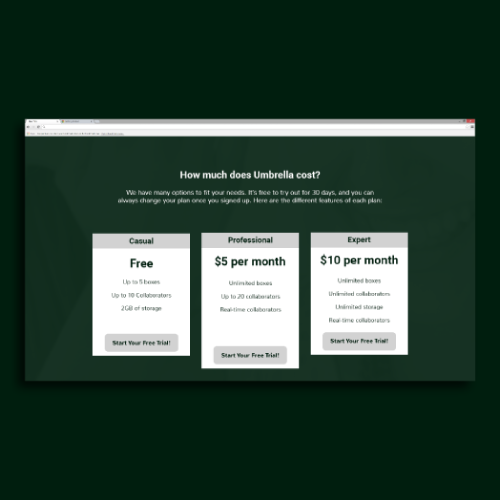 How much does Umbrella cost?
We have many options to fit your needs. It's free to try out for 30 days, and you can
always change your plan once you signed up. Here are the different features of each plan:
Casual
Free
Up to 5 boxes
Up to 10 Collaborators
2GB of storage
Start Your Free Trial!
Professional
$5 per month
Unlimited boxes
Up to 20 collaborators
Real-time collaborators
Start Your Free Trial!
Expert
$10 per month
Unlimited boxes
Unlimited collaborators
Unlimited storage
Real-time collaborators
Start Your Free Trial!